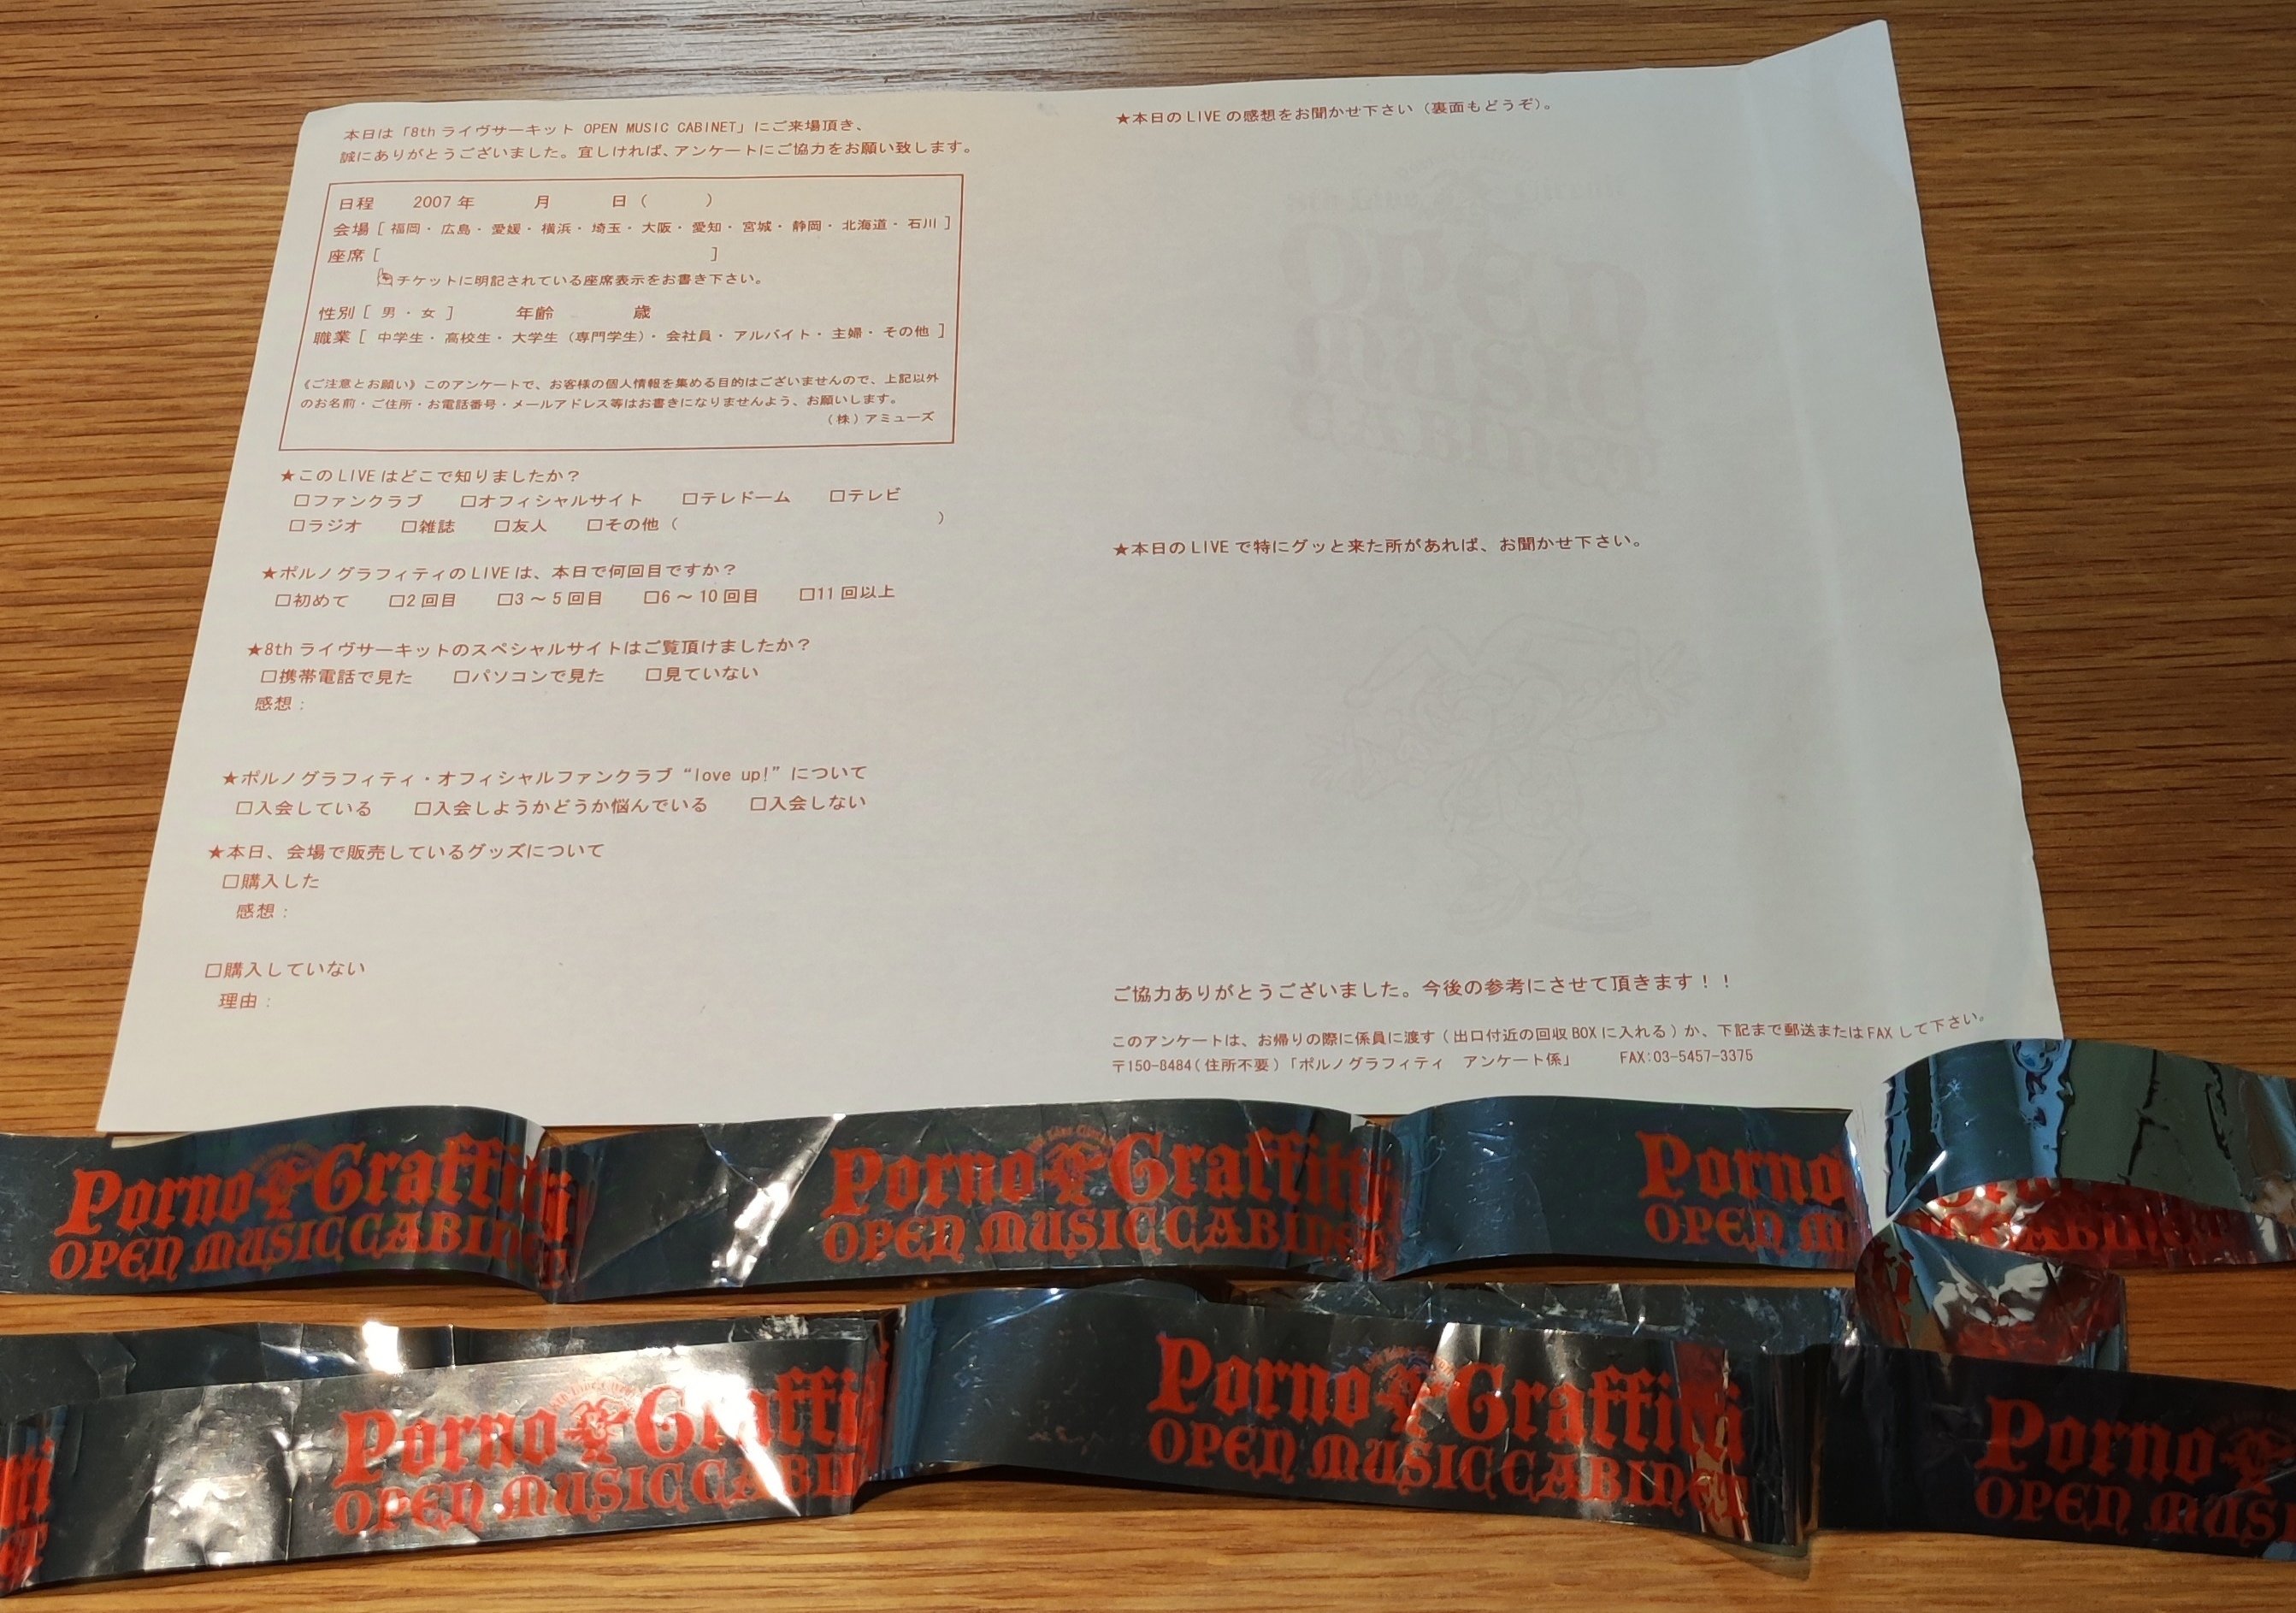 本日は「8th ライヴサーキット OPEN MUSIC CABINET」にご来場頂き、
誠にありがとうございました。宜しければ、アンケートにご協力をお願い致します。
日程 2007年 月 日( )
会場[ 福岡・広島・愛媛・横浜・埼玉・大阪・愛知・宮城・静岡・北海道・石川 ]
座席[ ]
チケットに明記されている座席表示をお書き下さい。
性別[ 男・女 ] 年齢 歳
職業[ 中学生・高校生・大学生(専門学生)・会社員・アルバイト・主婦・その他 ]
《ご注意とお願い》このアンケートで、お客様の個人情報を集める目的はございませんので、上記以外
のお名前・ご住所・お電話番号・メールアドレス等はお書きになりませんよう、お願いします。
(株)アミューズ
★このLIVEはどこで知りましたか?
□ファンクラブ □オフィシャルサイト □テレドーム □テレビ
□ラジオ □雑誌 □友人 □その他( )
★ポルノグラフィティのLIVEは、本日で何回目ですか?
□初めて □2回目 □3～5回目 □6～10回目 □11回以上
★8thライヴサーキットのスペシャルサイトはご覧頂けましたか?
□携帯電話で見た □パソコンで見た □見ていない
感想:
★ポルノグラフィティ・オフィシャルファンクラブ“love up!”について
□入会している □入会しようかどうか悩んでいる □入会しない
★本日、会場で販売しているグッズについて
□購入した
感想:
□購入していない
理由:
★本日のLIVEの感想をお聞かせ下さい(裏面もどうぞ)。
★本日のLIVEで特にグッと来た所があれば、お聞かせ下さい。
ご協力ありがとうございました。今後の参考にさせて頂きます!!
このアンケートは、お帰りの際に係員に渡す(出口付近の回収BOXに入れる)か、下記まで郵送またはFAXして下さい。
〒150-8484(住所不要)「ポルノグラフィティ アンケート係」 FAX:03-5457-3375
Porno Graffitti
OPEN MUSIC CABINET
Porno Graffitti
OPEN MUSIC CABINET
Porno
OPEN M
Porno Graffi
OPEN MUSIC CABI
Porno Graffitti
OPEN MUSIC CABINET
Porno
OPEN MUS